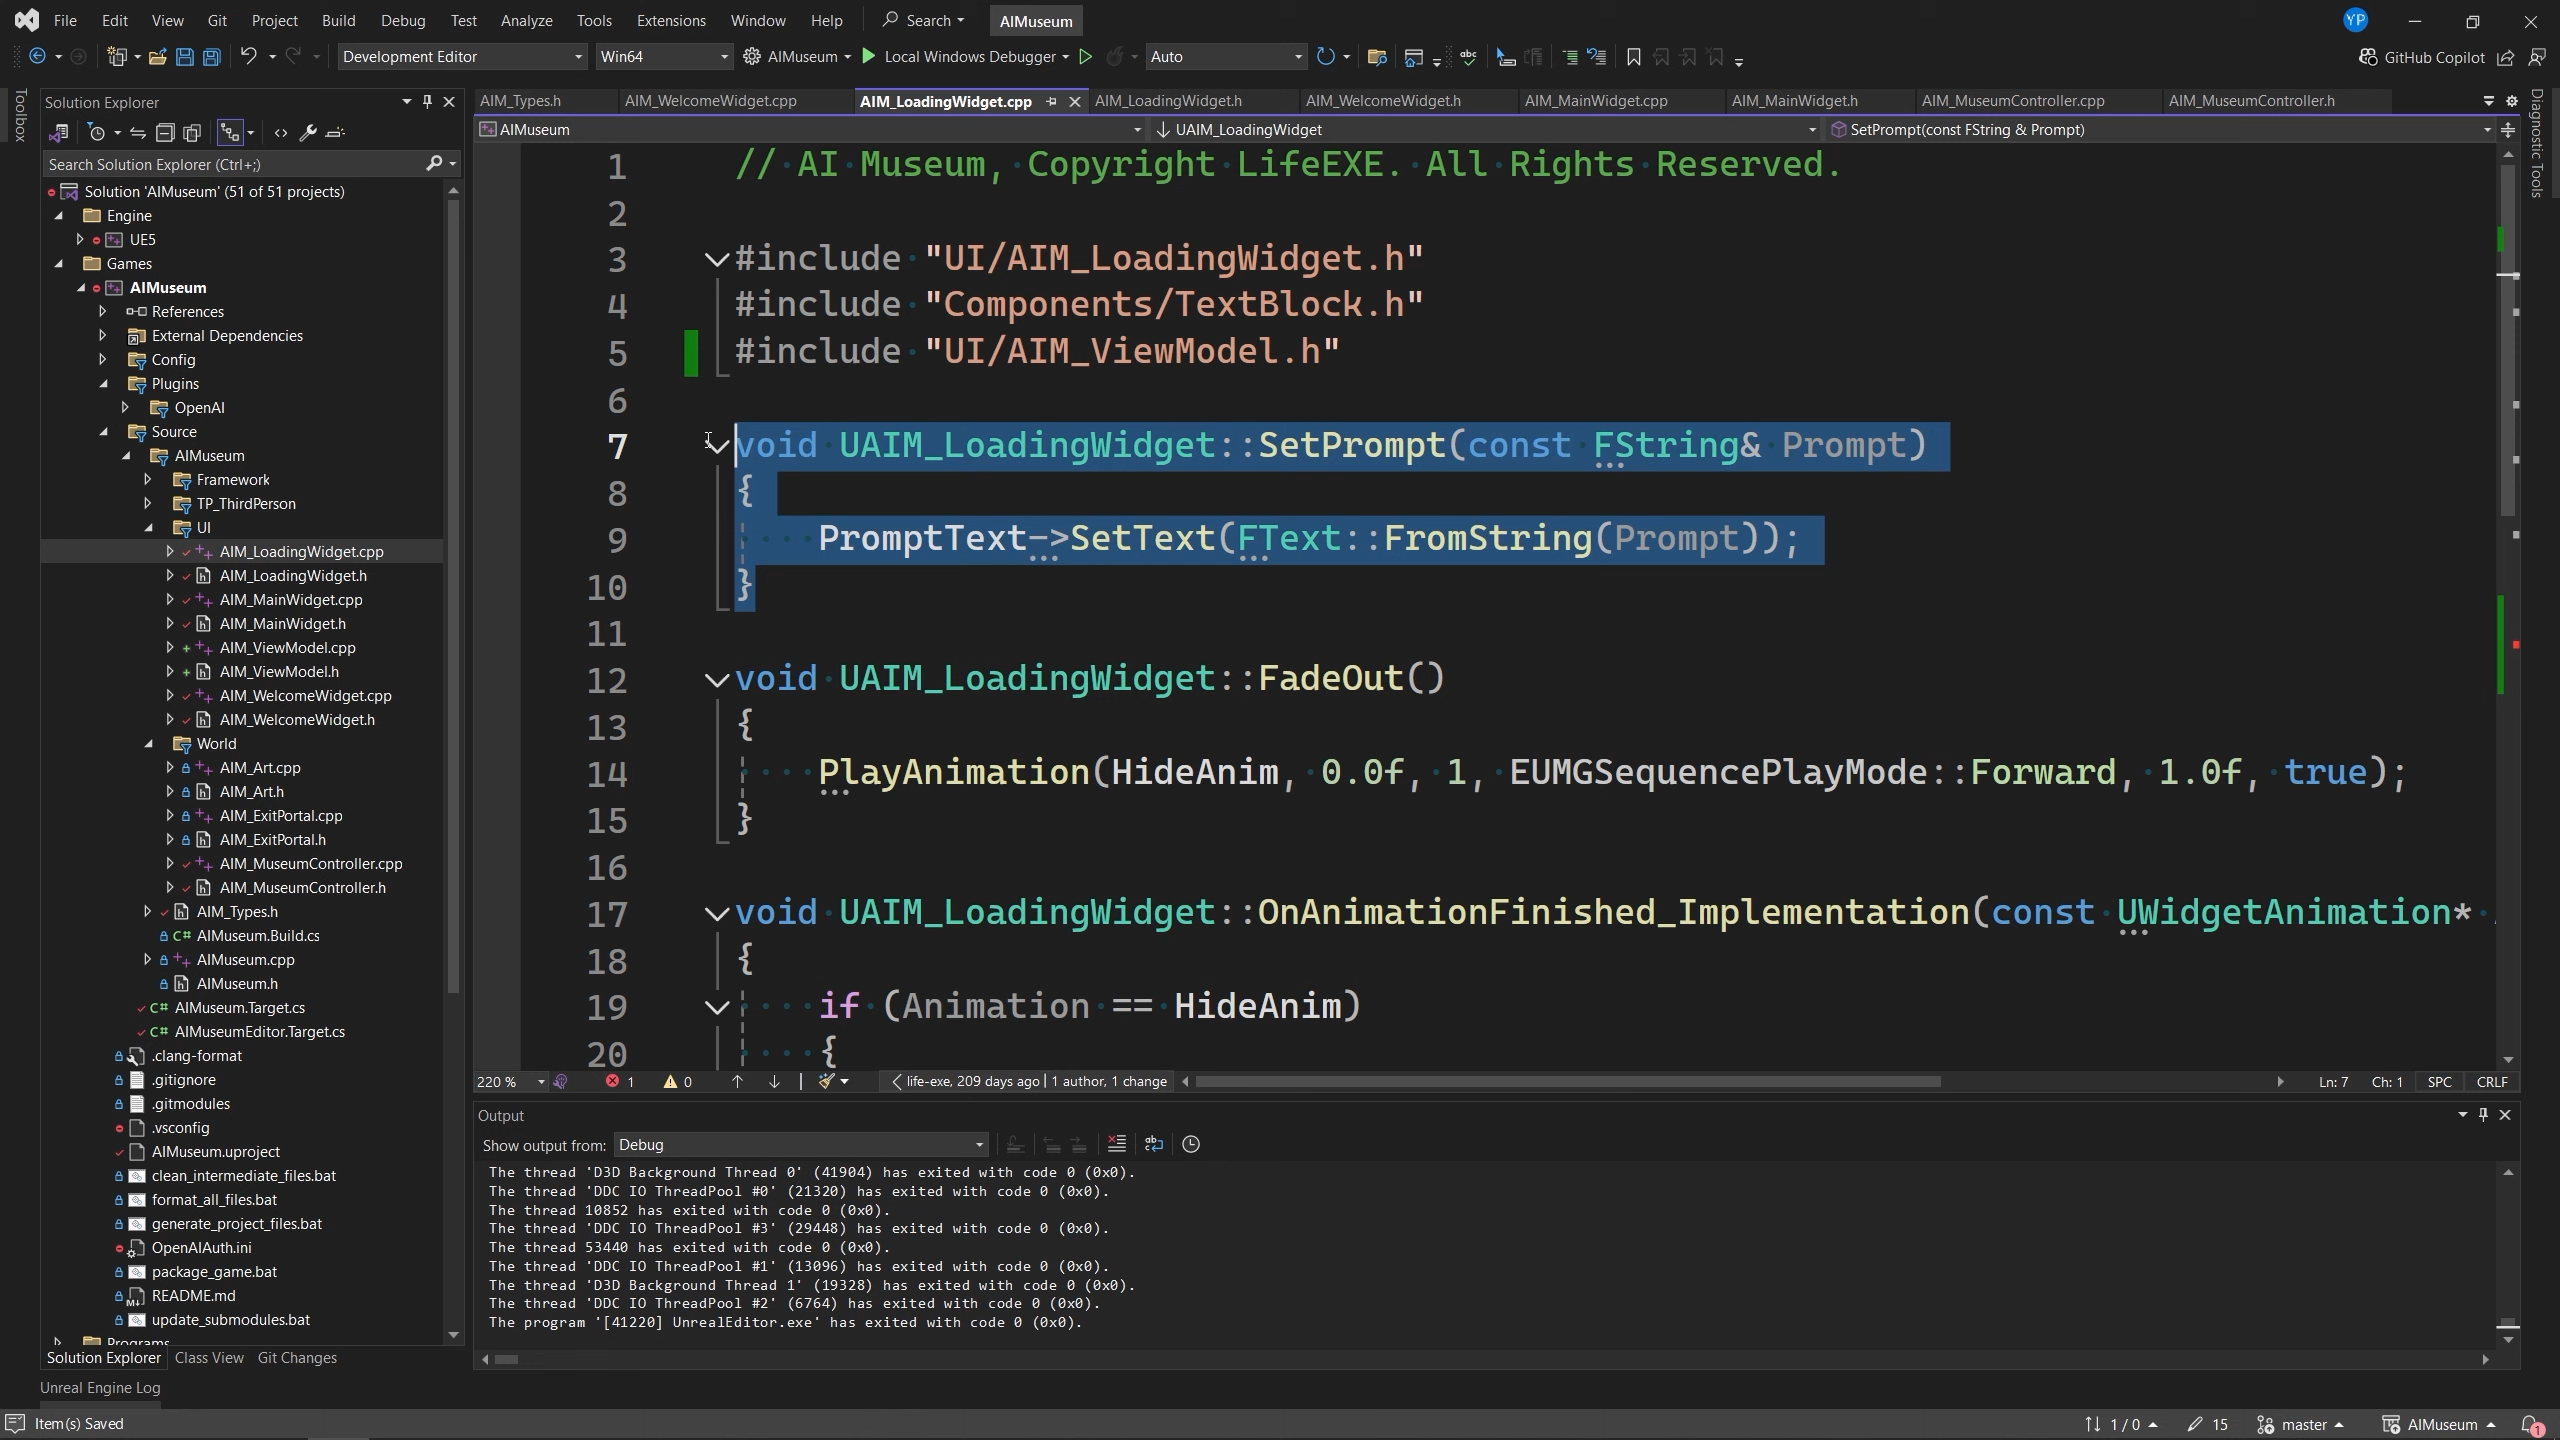 File Edit View Git Project Build Debug Test Analyze Tools Extensions Window Help Search AIMuseum YP
Development Editor Win64 AIMuseum Local Windows Debugger Auto GitHub Copilot
Toolbox
Solution Explorer
Search Solution Explorer (Ctrl+;)
Solution 'AIMuseum' (51 of 51 projects)
Engine
UE5
Games
AIMuseum
References
External Dependencies
Config
Plugins
OpenAI
Source
AIMuseum
Framework
TP_ThirdPerson
UI
AIM_LoadingWidget.cpp
AIM_LoadingWidget.h
AIM_MainWidget.cpp
AIM_MainWidget.h
AIM_ViewModel.cpp
AIM_ViewModel.h
AIM_WelcomeWidget.cpp
AIM_WelcomeWidget.h
World
AIM_Art.cpp
AIM_Art.h
AIM_ExitPortal.cpp
AIM_ExitPortal.h
AIM_MuseumController.cpp
AIM_MuseumController.h
AIM_Types.h
AIMuseum.Build.cs
AIMuseum.cpp
AIMuseum.h
AIMuseum.Target.cs
AIMuseumEditor.Target.cs
.clang-format
.gitignore
.gitmodules
.vsconfig
AIMuseum.uproject
clean_intermediate_files.bat
format_all_files.bat
generate_project_files.bat
OpenAIAuth.ini
package_game.bat
README.md
update_submodules.bat
Programs
Solution Explorer Class View Git Changes
AIM_Types.h AIM_WelcomeWidget.cpp AIM_LoadingWidget.cpp AIM_LoadingWidget.h AIM_WelcomeWidget.h AIM_MainWidget.cpp AIM_MainWidget.h AIM_MuseumController.cpp AIM_MuseumController.h
AIMuseum UAIM_LoadingWidget SetPrompt(const FString & Prompt)
1 // AI Museum, Copyright LifeEXE. All Rights Reserved.
2
3 #include "UI/AIM_LoadingWidget.h"
4 #include "Components/TextBlock.h"
5 #include "UI/AIM_ViewModel.h"
6
7 void UAIM_LoadingWidget::SetPrompt(const FString& Prompt)
8 {
9 PromptText->SetText(FText::FromString(Prompt));
10 }
11
12 void UAIM_LoadingWidget::FadeOut()
13 {
14 PlayAnimation(HideAnim, 0.0f, 1, EUMGSequencePlayMode::Forward, 1.0f, true);
15 }
16
17 void UAIM_LoadingWidget::OnAnimationFinished_Implementation(const UWidgetAnimation*
18 {
19 if (Animation == HideAnim)
20 {
220 % 1 0 life-exe, 209 days ago | 1 author, 1 change Ln: 7 Ch: 1 SPC CRLF
Diagnostic Tools
Output
Show output from: Debug
The thread 'D3D Background Thread 0' (41904) has exited with code 0 (0x0).
The thread 'DDC IO ThreadPool #0' (21320) has exited with code 0 (0x0).
The thread 10852 has exited with code 0 (0x0).
The thread 'DDC IO ThreadPool #3' (29448) has exited with code 0 (0x0).
The thread 53440 has exited with code 0 (0x0).
The thread 'DDC IO ThreadPool #1' (13096) has exited with code 0 (0x0).
The thread 'D3D Background Thread 1' (19328) has exited with code 0 (0x0).
The thread 'DDC IO ThreadPool #2' (6764) has exited with code 0 (0x0).
The program '[41220] UnrealEditor.exe' has exited with code 0 (0x0).
Unreal Engine Log
Item(s) Saved 1 / 0 15 master AIMuseum 1